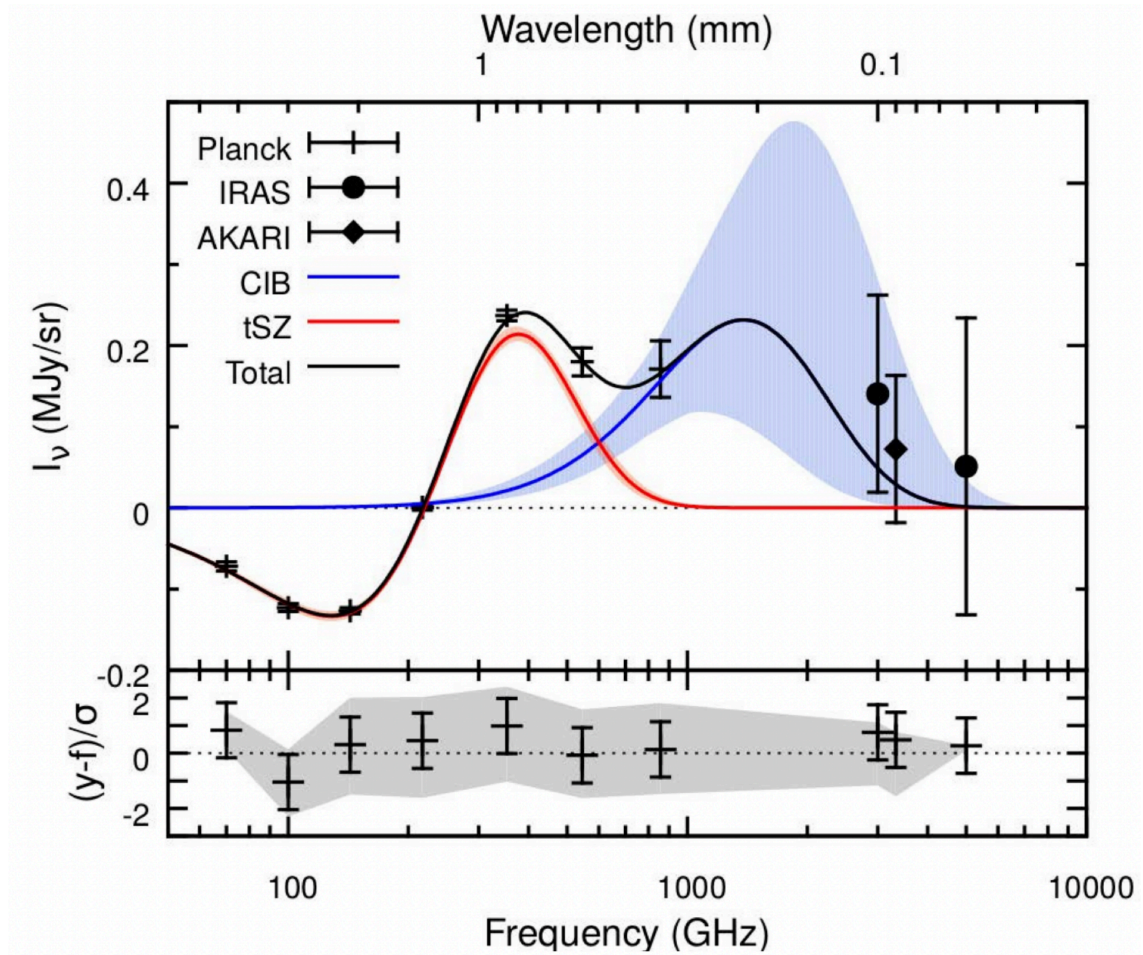 Wavelength (mm)
1 0.1
Planck
IRAS
AKARI
CIB
tSZ
Total
0.4
0.2
0
-0.2
Iν (MJy/sr)
2
0
-2
(y-f)/σ
100 1000 10000
Frequency (GHz)